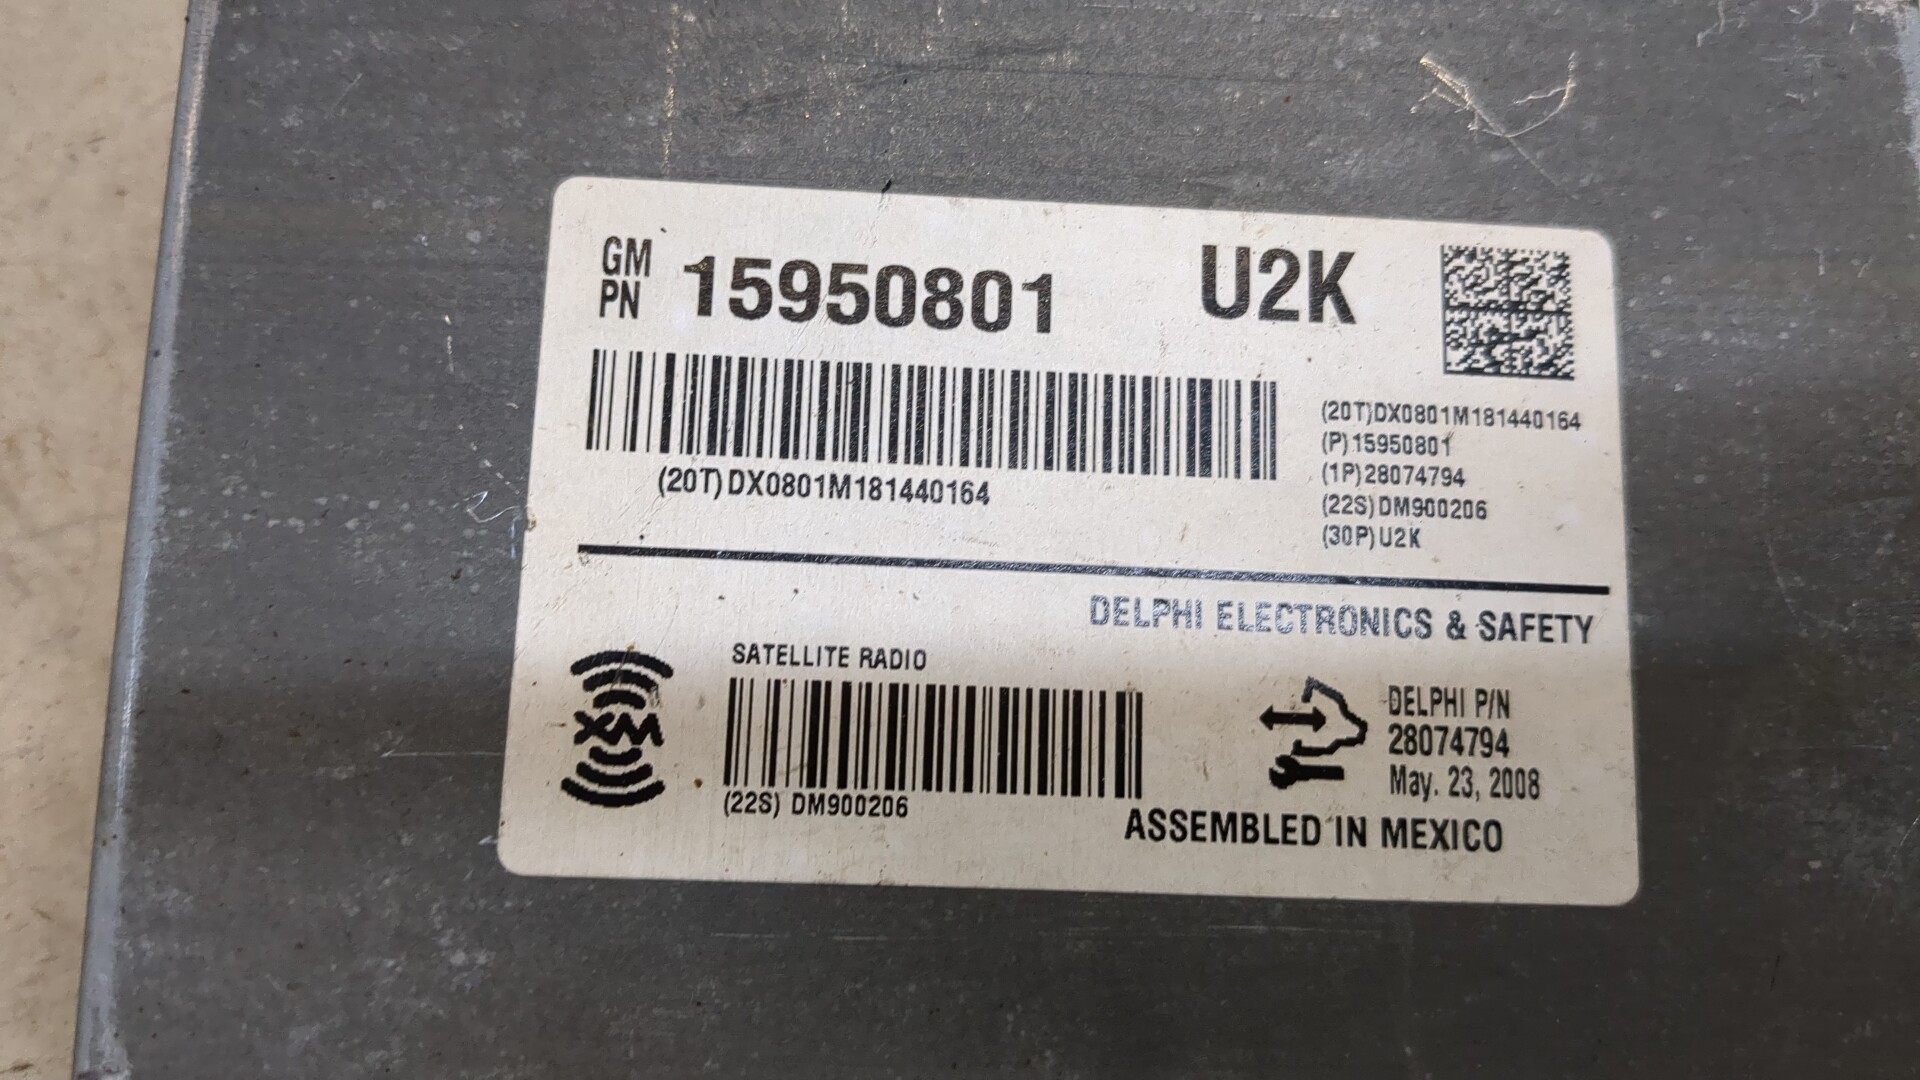 GM PN 15950801 U2K
(20T)DX0801M181440164
(20T)DX0801M181440164
(P)15950801
(1P)28074794
(22S)DM900206
(30P)U2K
DELPHI ELECTRONICS & SAFETY
XM
SATELLITE RADIO
(22S) DM900206
DELPHI P/N
28074794
May. 23, 2008
ASSEMBLED IN MEXICO